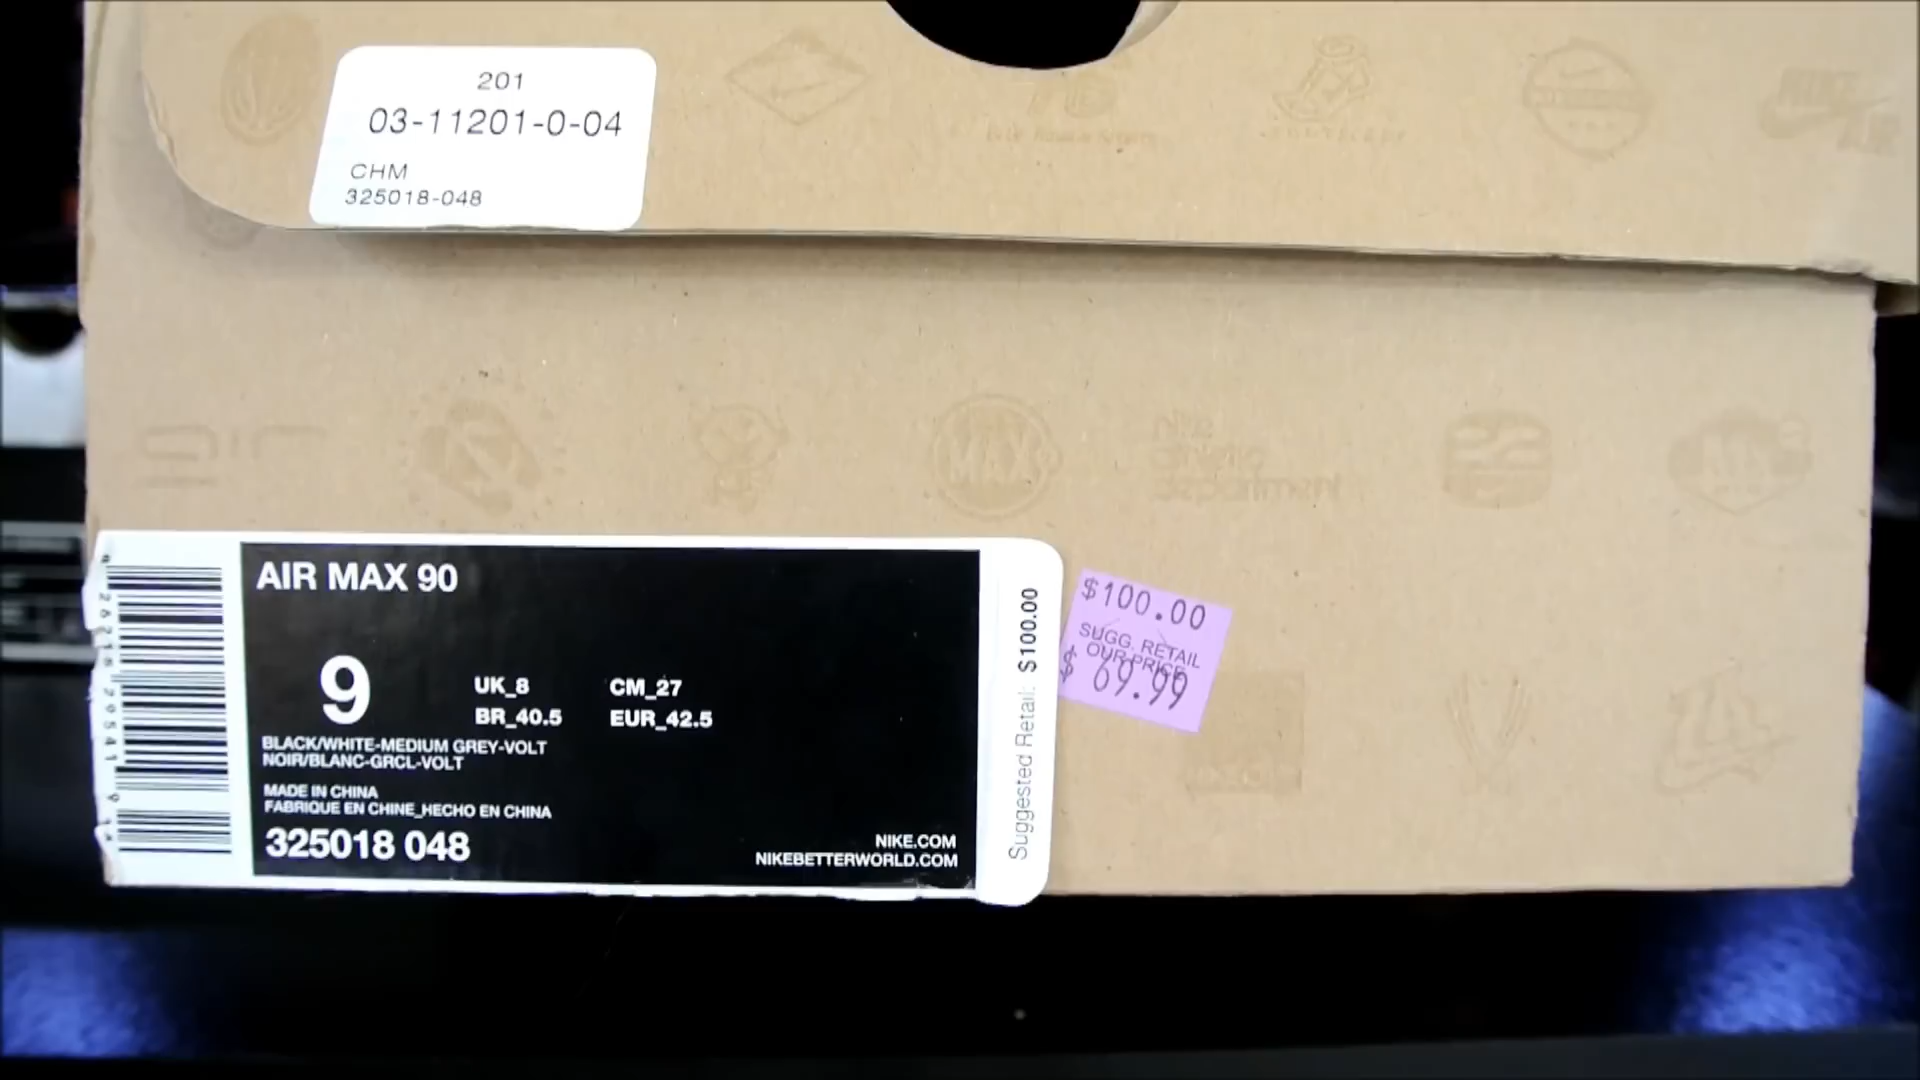 201
03-11201-0-04
CHM
325018-048
MAX
AIR MAX 90
9
UK_8
CM_27
BR_40.5
EUR_42.5
BLACK/WHITE-MEDIUM GREY-VOLT
NOIR/BLANC-GRCL-VOLT
MADE IN CHINA
FABRIQUE EN CHINE_HECHO EN CHINA
325018 048
NIKE.COM
NIKEBETTERWORLD.COM
Suggested Retail: $100.00
$100.00
SUGG. RETAIL
OUR PRICE
$ 69.99